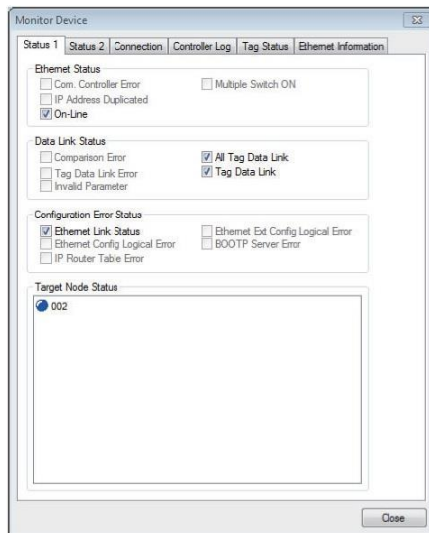 Monitor Device
Status 1 Status 2 Connection Controller Log Tag Status Ethernet Information
Ethernet Status
Com. Controller Error Multiple Switch ON
IP Address Duplicated
On-Line
Data Link Status
Comparison Error All Tag Data Link
Tag Data Link Error Tag Data Link
Invalid Parameter
Configuration Error Status
Ethernet Link Status Ethernet Ext Config Logical Error
Ethernet Config Logical Error BOOTP Server Error
IP Router Table Error
Target Node Status
002
Close